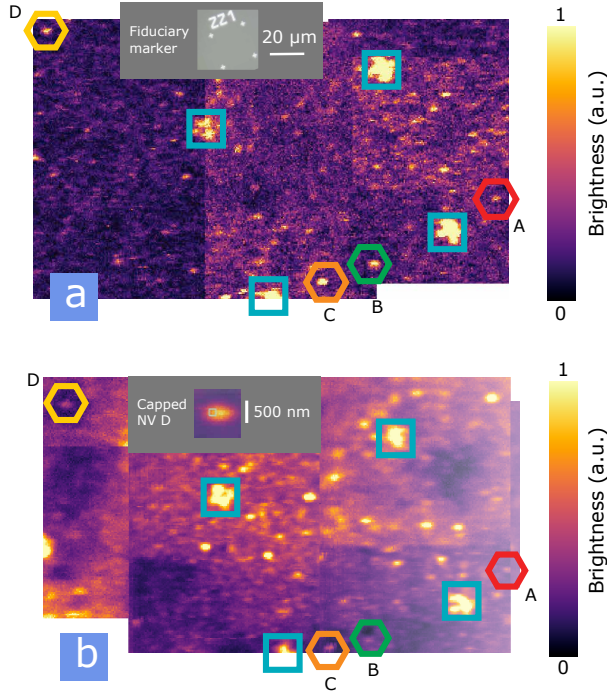 D
Fiduciary
marker
221
20 μm
A
B
C
a
1
Brightness (a.u.)
0
D
Capped
NV D
500 nm
A
B
C
b
1
Brightness (a.u.)
0